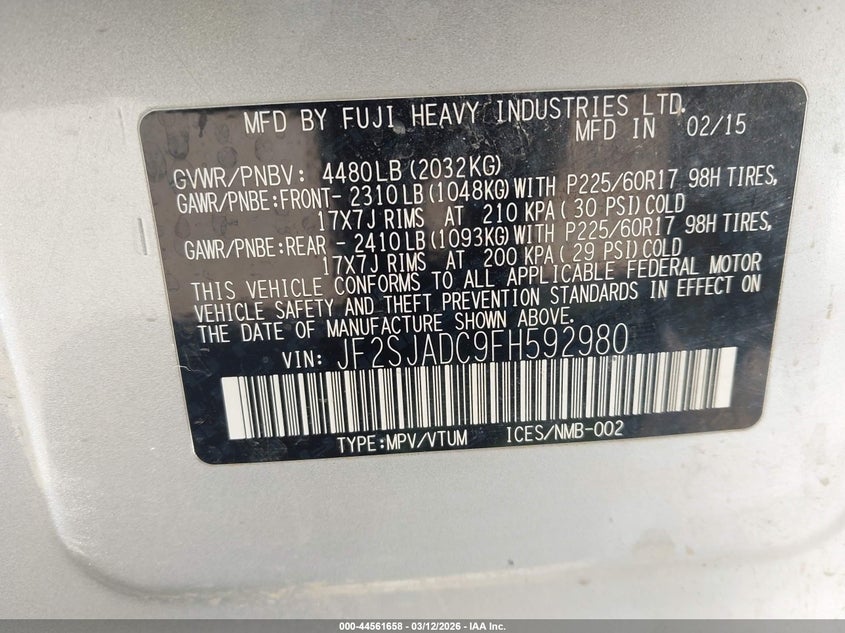 MFD BY FUJI HEAVY INDUSTRIES LTD.
MFD IN 02/15
GVWR/PNBV: 4480LB(2032KG)
GAWR/PNBE:FRONT- 2310LB(1048KG)WITH P225/60R17 98H TIRES,
17X7J RIMS AT 210 KPA(30 PSI)COLD
GAWR/PNBE:REAR - 2410LB(1093KG)WITH P225/60R17 98H TIRES,
17X7J RIMS AT 200 KPA(29 PSI)COLD
THIS VEHICLE CONFORMS TO ALL APPLICABLE FEDERAL MOTOR
VEHICLE SAFETY AND THEFT PREVENTION STANDARDS IN EFFECT ON
THE DATE OF MANUFACTURE SHOWN ABOVE.
VIN: JF2SJADC9FH592980
TYPE:MPV/VTUM ICES/NMB-002
000-44561658 - 03/12/2026 - IAA Inc.